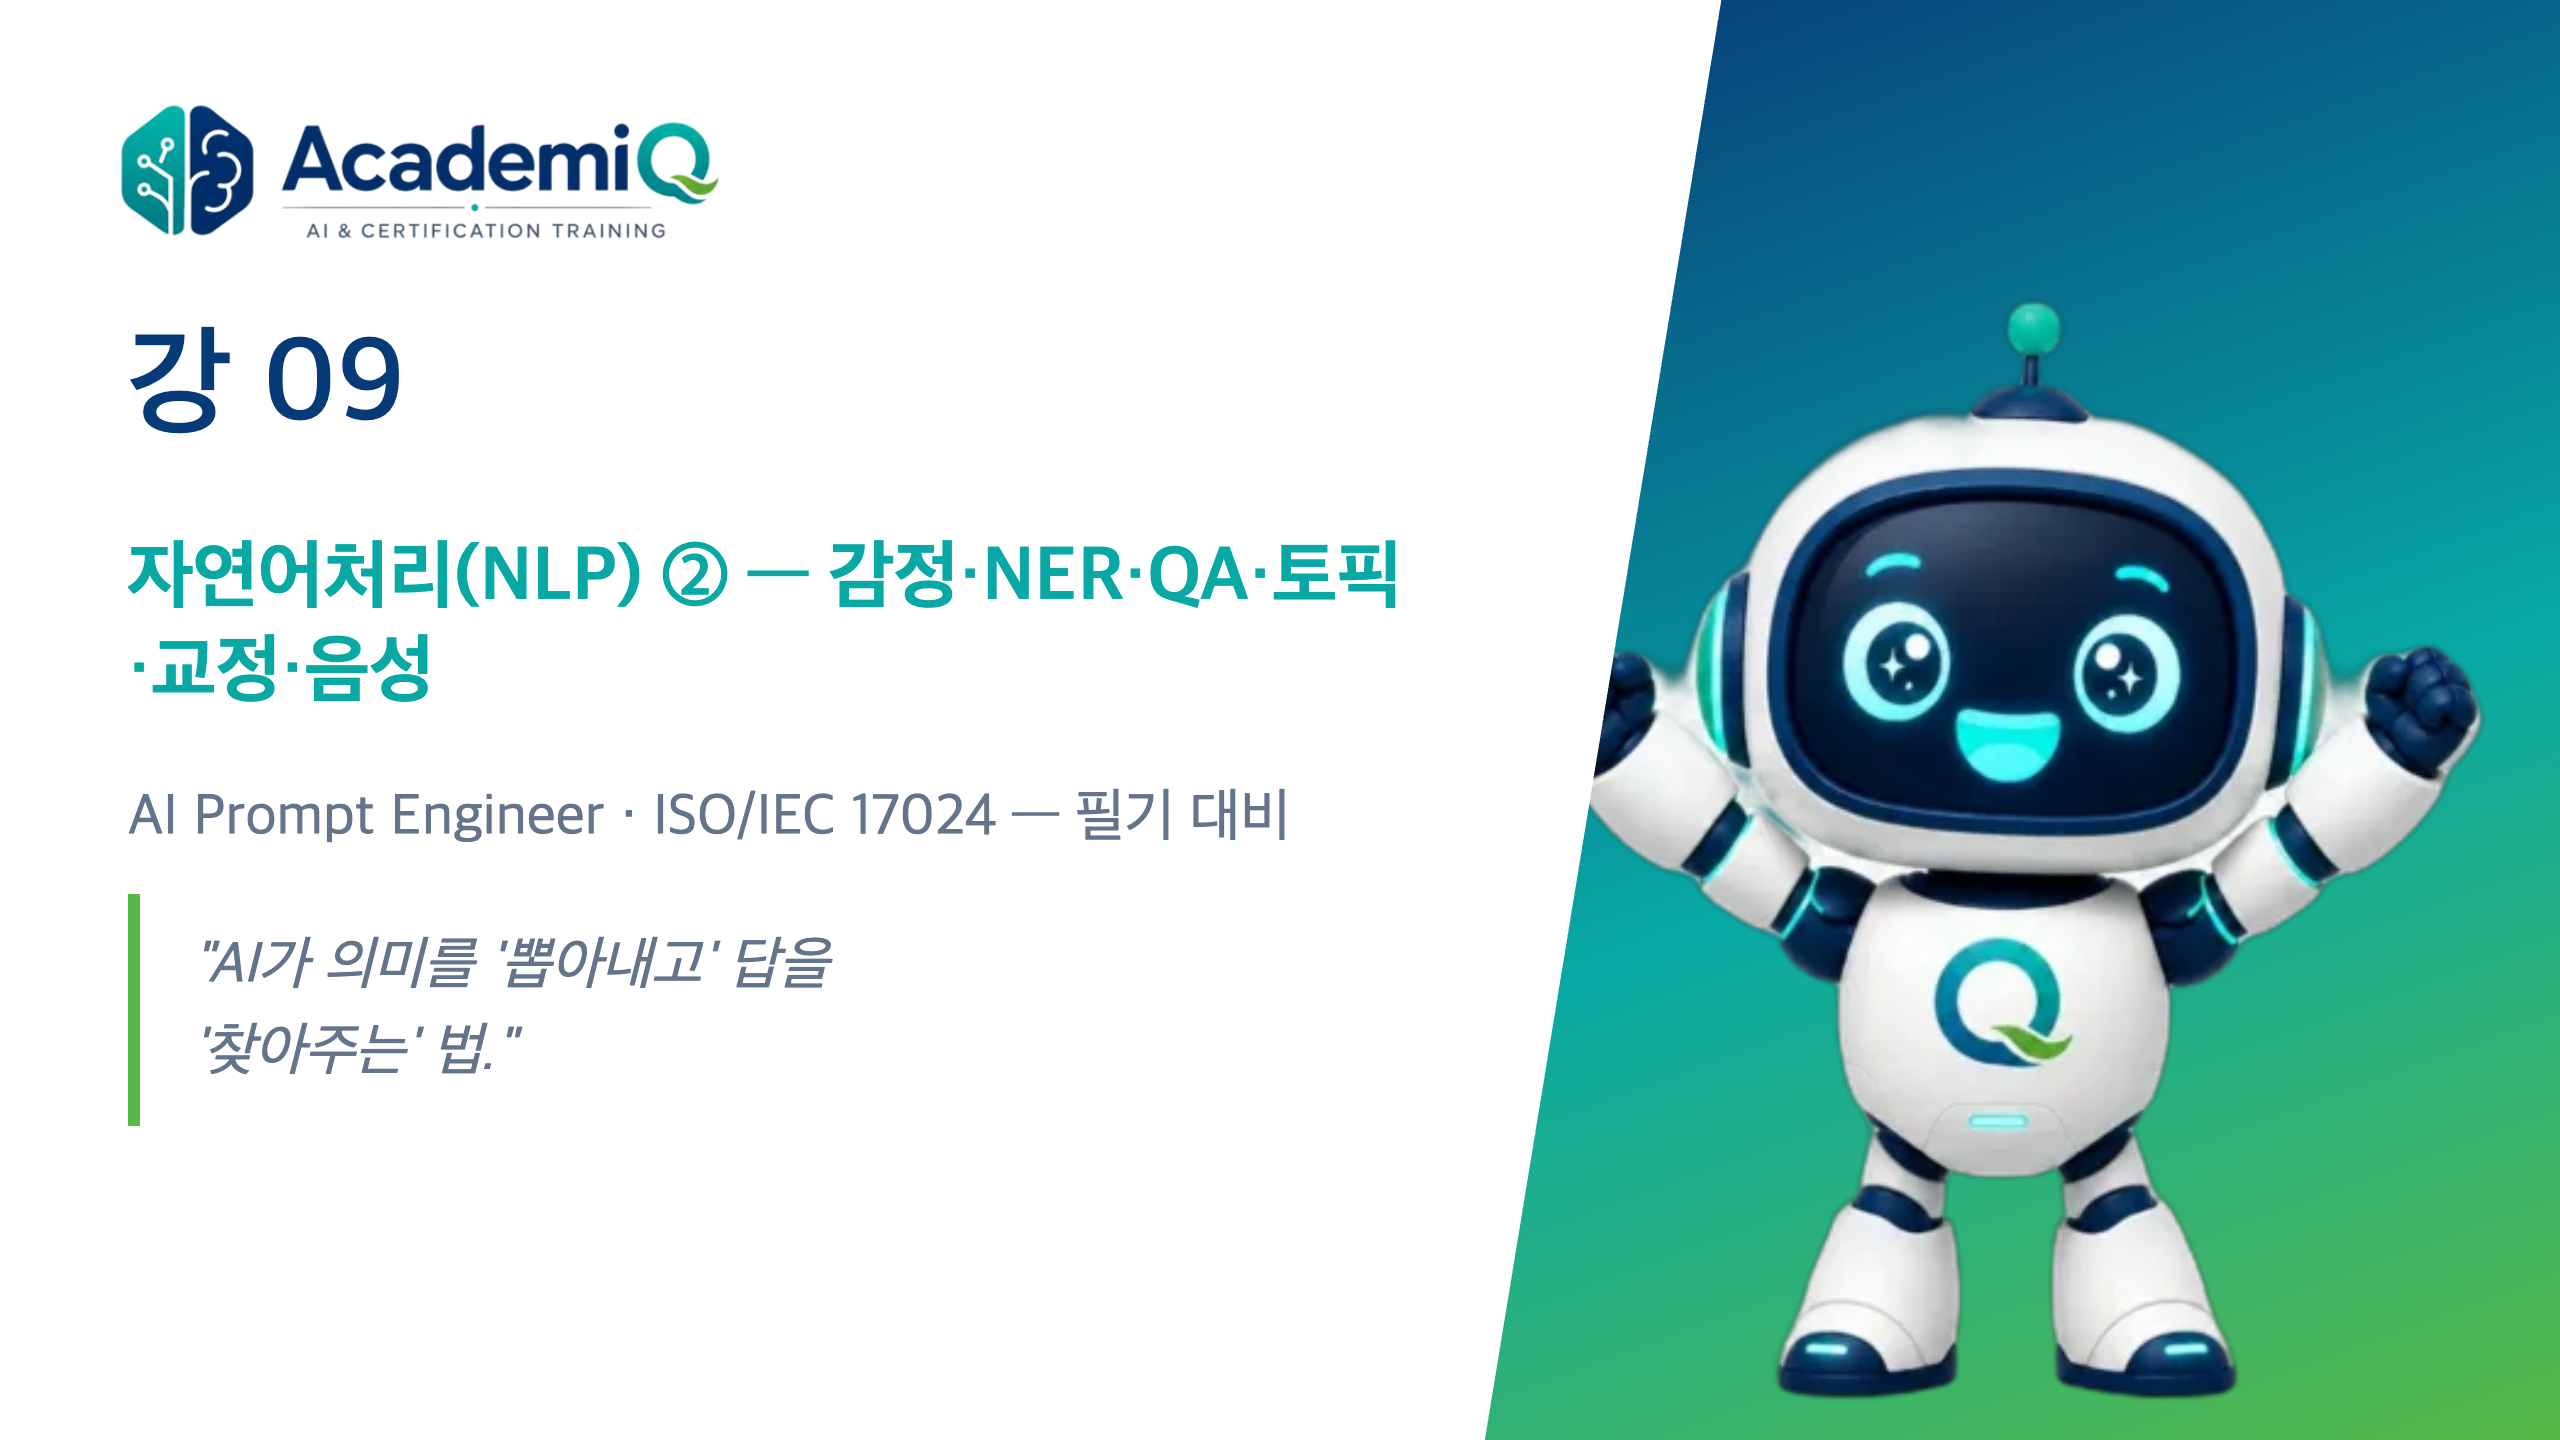 AcademiQ
AI & CERTIFICATION TRAINING
강 09
자연어처리(NLP) ② — 감정·NER·QA·토픽
·교정·음성
AI Prompt Engineer · ISO/IEC 17024 — 필기 대비
"AI가 의미를 '뽑아내고' 답을
'찾아주는' 법."
Q